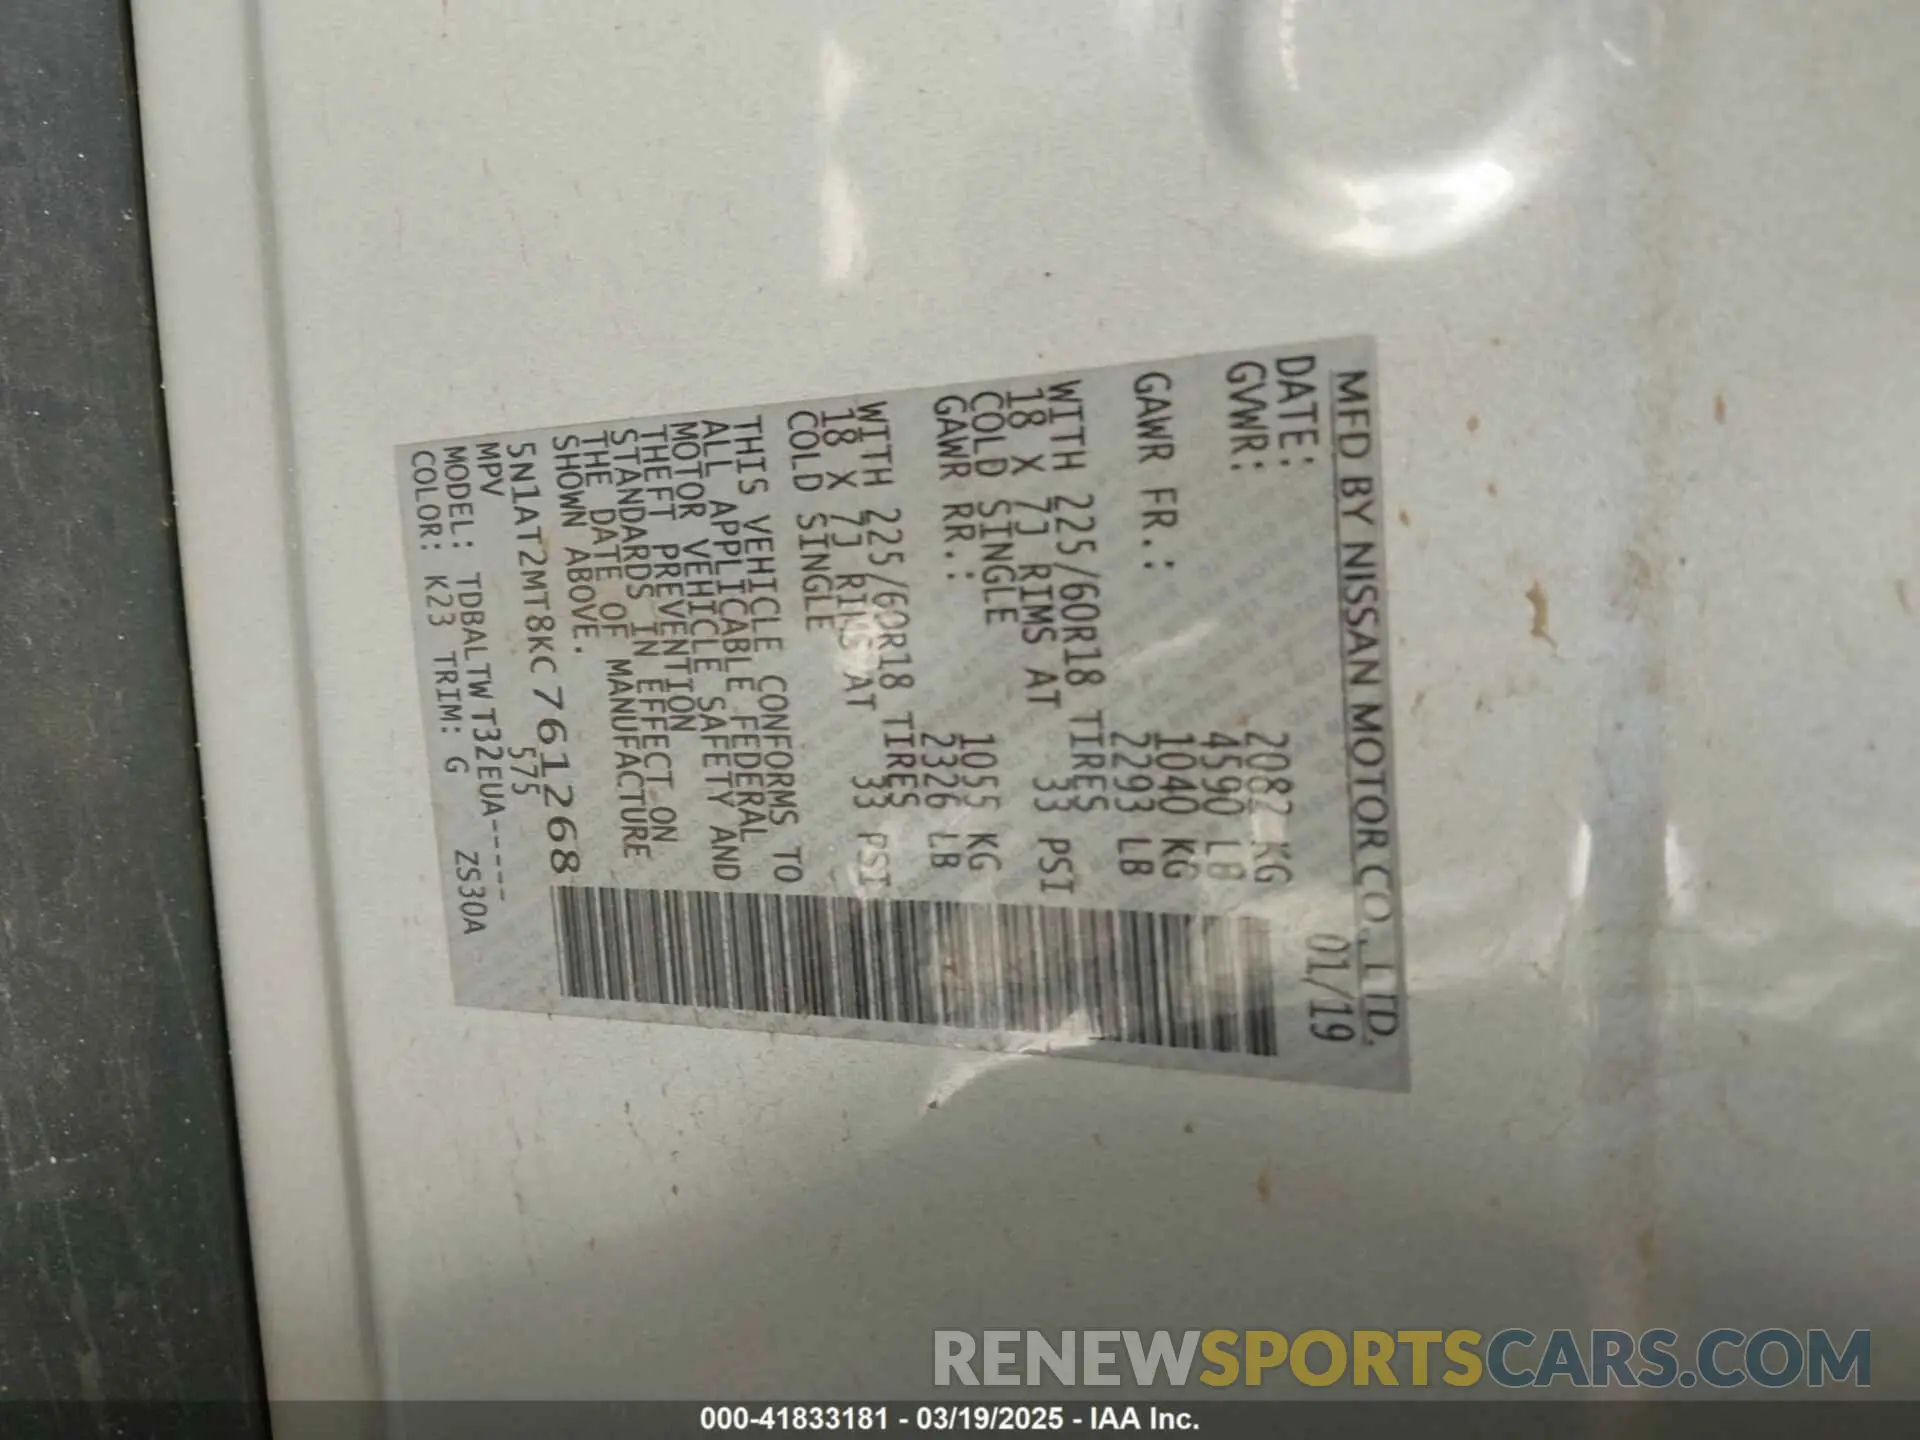 MFD BY NISSAN MOTOR CO., LTD.
DATE: 01/19
GVWR: 2082 KG
4590 LB
GAWR FR.: 1040 KG
2293 LB
WITH 225/60R18 TIRES
18 X 7J RIMS AT 33 PSI
COLD SINGLE
GAWR RR.: 1055 KG
2326 LB
WITH 225/60R18 TIRES
18 X 7J RIMS AT 33 PSI
COLD SINGLE
THIS VEHICLE CONFORMS TO
ALL APPLICABLE FEDERAL
MOTOR VEHICLE SAFETY AND
THEFT PREVENTION
STANDARDS IN EFFECT ON
THE DATE OF MANUFACTURE
SHOWN ABOVE.
5N1AT2MT8KC761268
MPV 575
MODEL: TDBALTWT32EUA-----
COLOR: K23 TRIM: G ZS30A
RENEWSPORTSCARS.COM
000-41833181 - 03/19/2025 - IAA Inc.